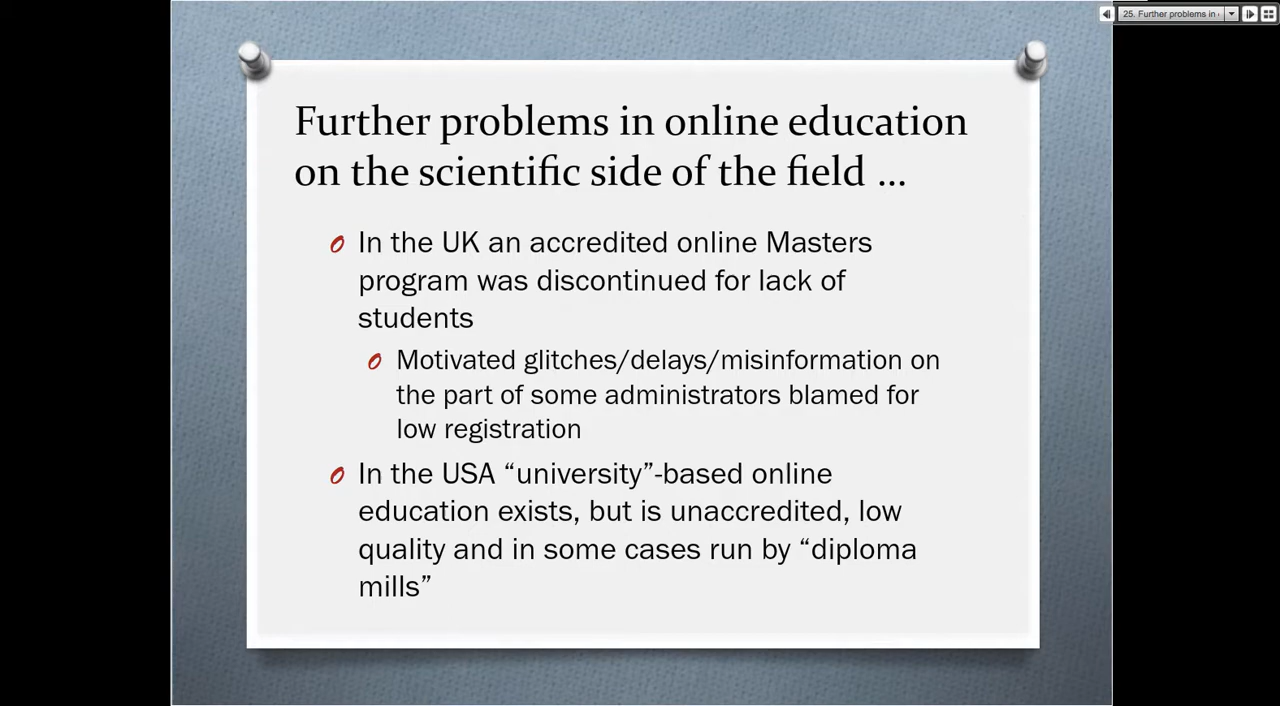 25. Further problems in
Further problems in online education
on the scientific side of the field ...
In the UK an accredited online Masters
program was discontinued for lack of
students
Motivated glitches/delays/misinformation on
the part of some administrators blamed for
low registration
In the USA “university”-based online
education exists, but is unaccredited, low
quality and in some cases run by “diploma
mills”